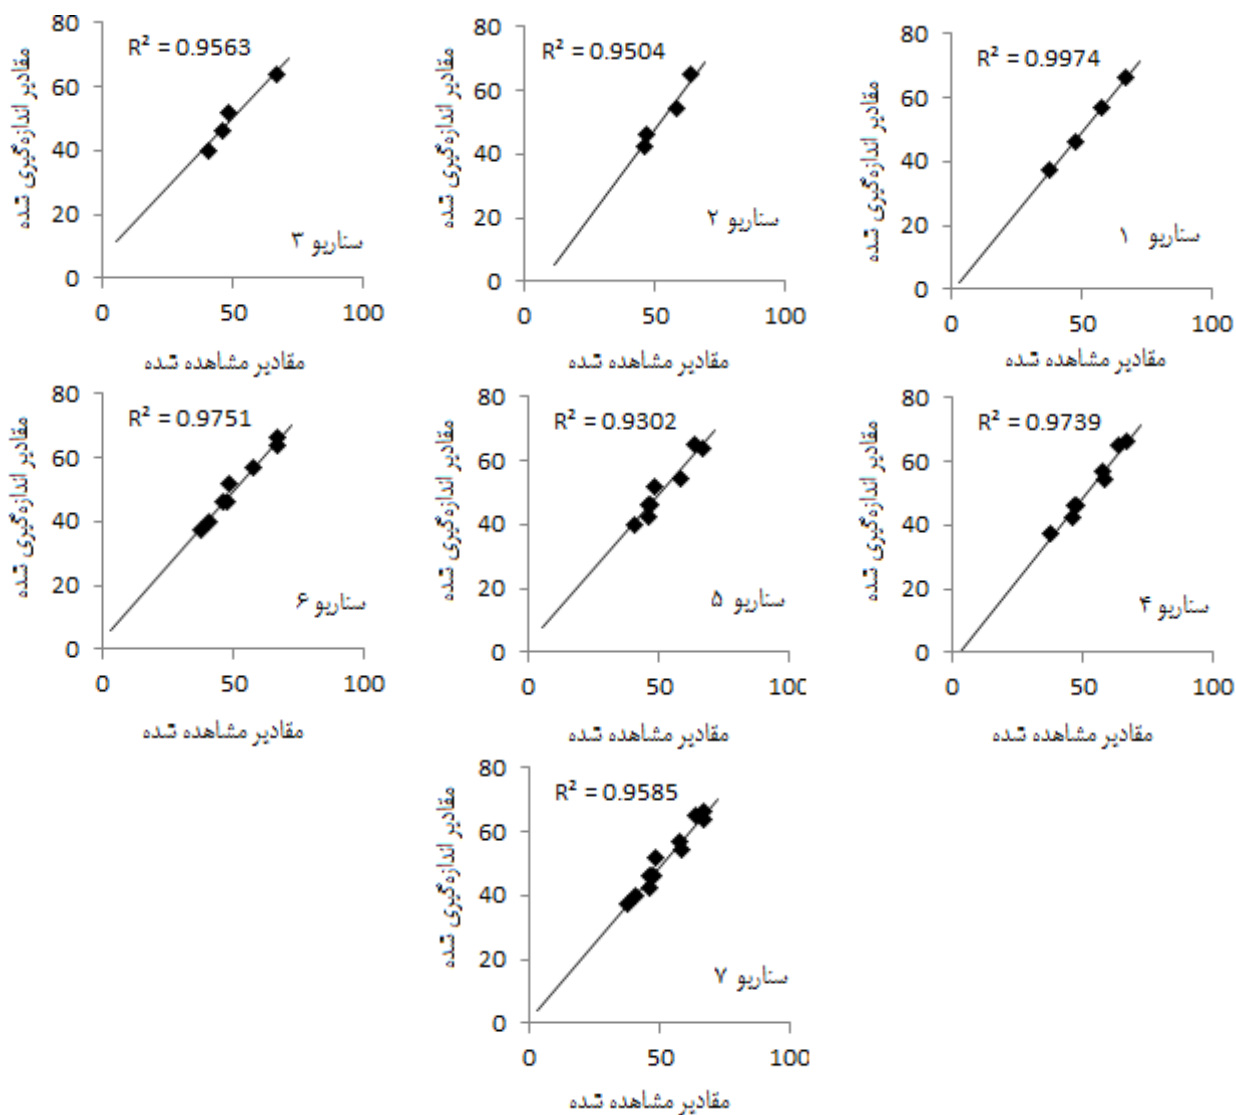 80
60
40
20
0
R² = 0.9974
مقادیر اندازه‌گیری شده
سناریو ۱
0 50 100
80
60
40
20
0
R² = 0.9504
مقادیر اندازه‌گیری شده
سناریو ۲
0 50 100
مقادیر مشاهده شده
80
60
40
20
0
R² = 0.9563
مقادیر اندازه‌گیری شده
سناریو ۳
0 50 100
مقادیر مشاهده شده
80
60
40
20
0
R² = 0.9739
مقادیر اندازه‌گیری شده
سناریو ۴
0 50 100
مقادیر مشاهده شده
80
60
40
20
0
R² = 0.9302
مقادیر اندازه‌گیری شده
سناریو ۵
0 50 100
مقادیر مشاهده شده
80
60
40
20
0
R² = 0.9751
مقادیر اندازه‌گیری شده
سناریو ۶
0 50 100
مقادیر مشاهده شده
80
60
40
20
0
R² = 0.9585
مقادیر اندازه‌گیری شده
سناریو ۷
0 50 100
مقادیر مشاهده شده